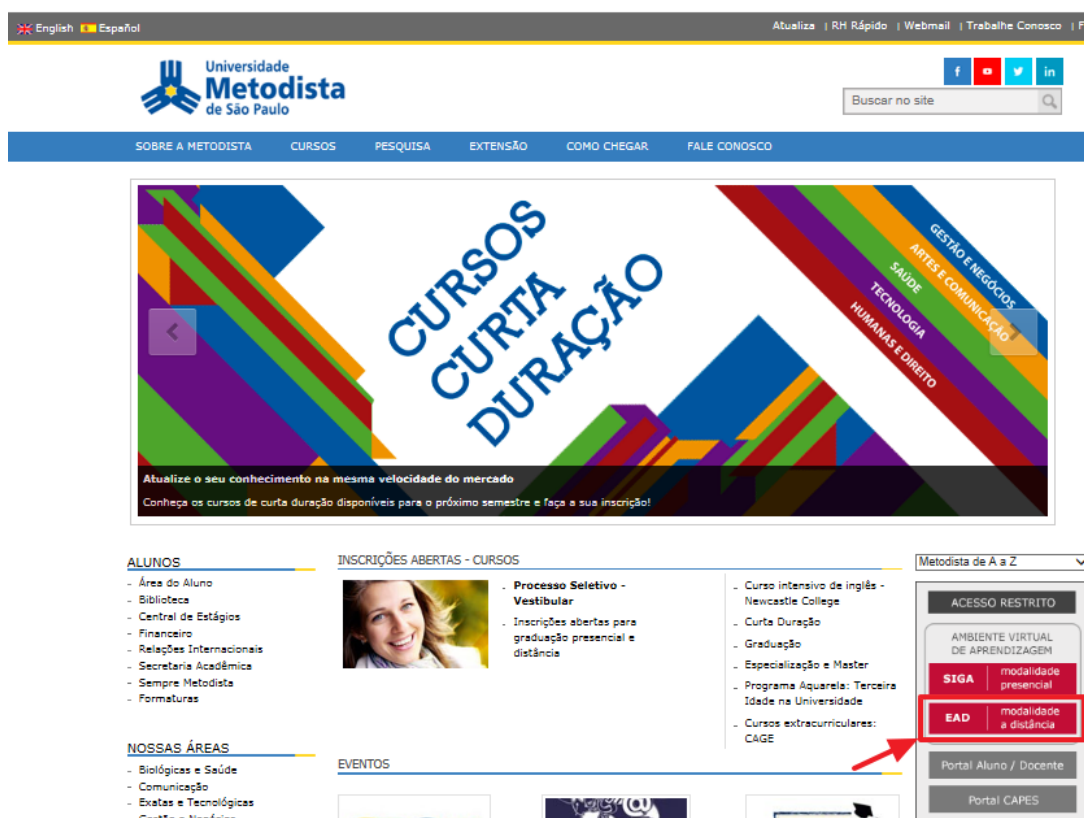 English Español
Atualiza | RH Rápido | Webmail | Trabalhe Conosco | F
Universidade
Metodista
de São Paulo
f in
Buscar no site
SOBRE A METODISTA CURSOS PESQUISA EXTENSÃO COMO CHEGAR FALE CONOSCO
CURSOS
CURTA
DURAÇÃO
GESTÃO E NEGÓCIOS
ARTES E COMUNICAÇÃO
SAÚDE
TECNOLOGIA
HUMANAS E DIREITO
Atualize o seu conhecimento na mesma velocidade do mercado
Conheça os cursos de curta duração disponíveis para o próximo semestre e faça a sua inscrição!
ALUNOS
- Área do Aluno
- Biblioteca
- Central de Estágios
- Financeiro
- Relações Internacionais
- Secretaria Acadêmica
- Sempre Metodista
- Formaturas
NOSSAS ÁREAS
- Biológicas e Saúde
- Comunicação
- Exatas e Tecnológicas
- Gestão e Negócios
INSCRIÇÕES ABERTAS - CURSOS
- Processo Seletivo -
Vestibular
- Inscrições abertas para
graduação presencial e
distância
- Curso intensivo de inglês -
Newcastle College
- Curta Duração
- Graduação
- Especialização e Master
- Programa Aquarela: Terceira
Idade na Universidade
- Cursos extracurriculares:
CAGE
EVENTOS
Metodista de A a Z
ACESSO RESTRITO
AMBIENTE VIRTUAL
DE APRENDIZAGEM
SIGA modalidade
presencial
EAD modalidade
a distância
Portal Aluno / Docente
Portal CAPES